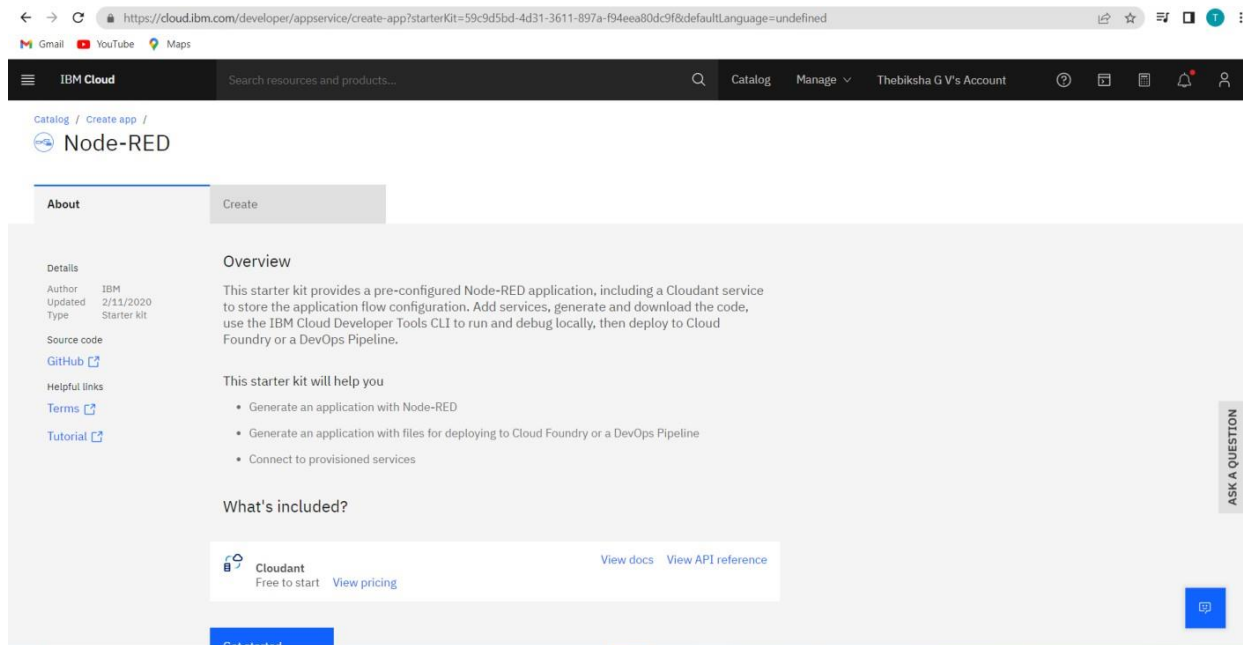 https://cloud.ibm.com/developer/appservice/create-app?starterKit=59c9d5bd-4d31-3611-897a-f94eea80dc9f&defaultLanguage=undefined
T
Gmail YouTube Maps
IBM Cloud Search resources and products... Catalog Manage Thebiksha G V's Account
Catalog / Create app /
Node-RED
About Create
Details
Author IBM
Updated 2/11/2020
Type Starter kit
Source code
GitHub
Helpful links
Terms
Tutorial
Overview
This starter kit provides a pre-configured Node-RED application, including a Cloudant service
to store the application flow configuration. Add services, generate and download the code,
use the IBM Cloud Developer Tools CLI to run and debug locally, then deploy to Cloud
Foundry or a DevOps Pipeline.
This starter kit will help you
• Generate an application with Node-RED
• Generate an application with files for deploying to Cloud Foundry or a DevOps Pipeline
• Connect to provisioned services
What's included?
Cloudant View docs View API reference
Free to start View pricing
Get started
ASK A QUESTION